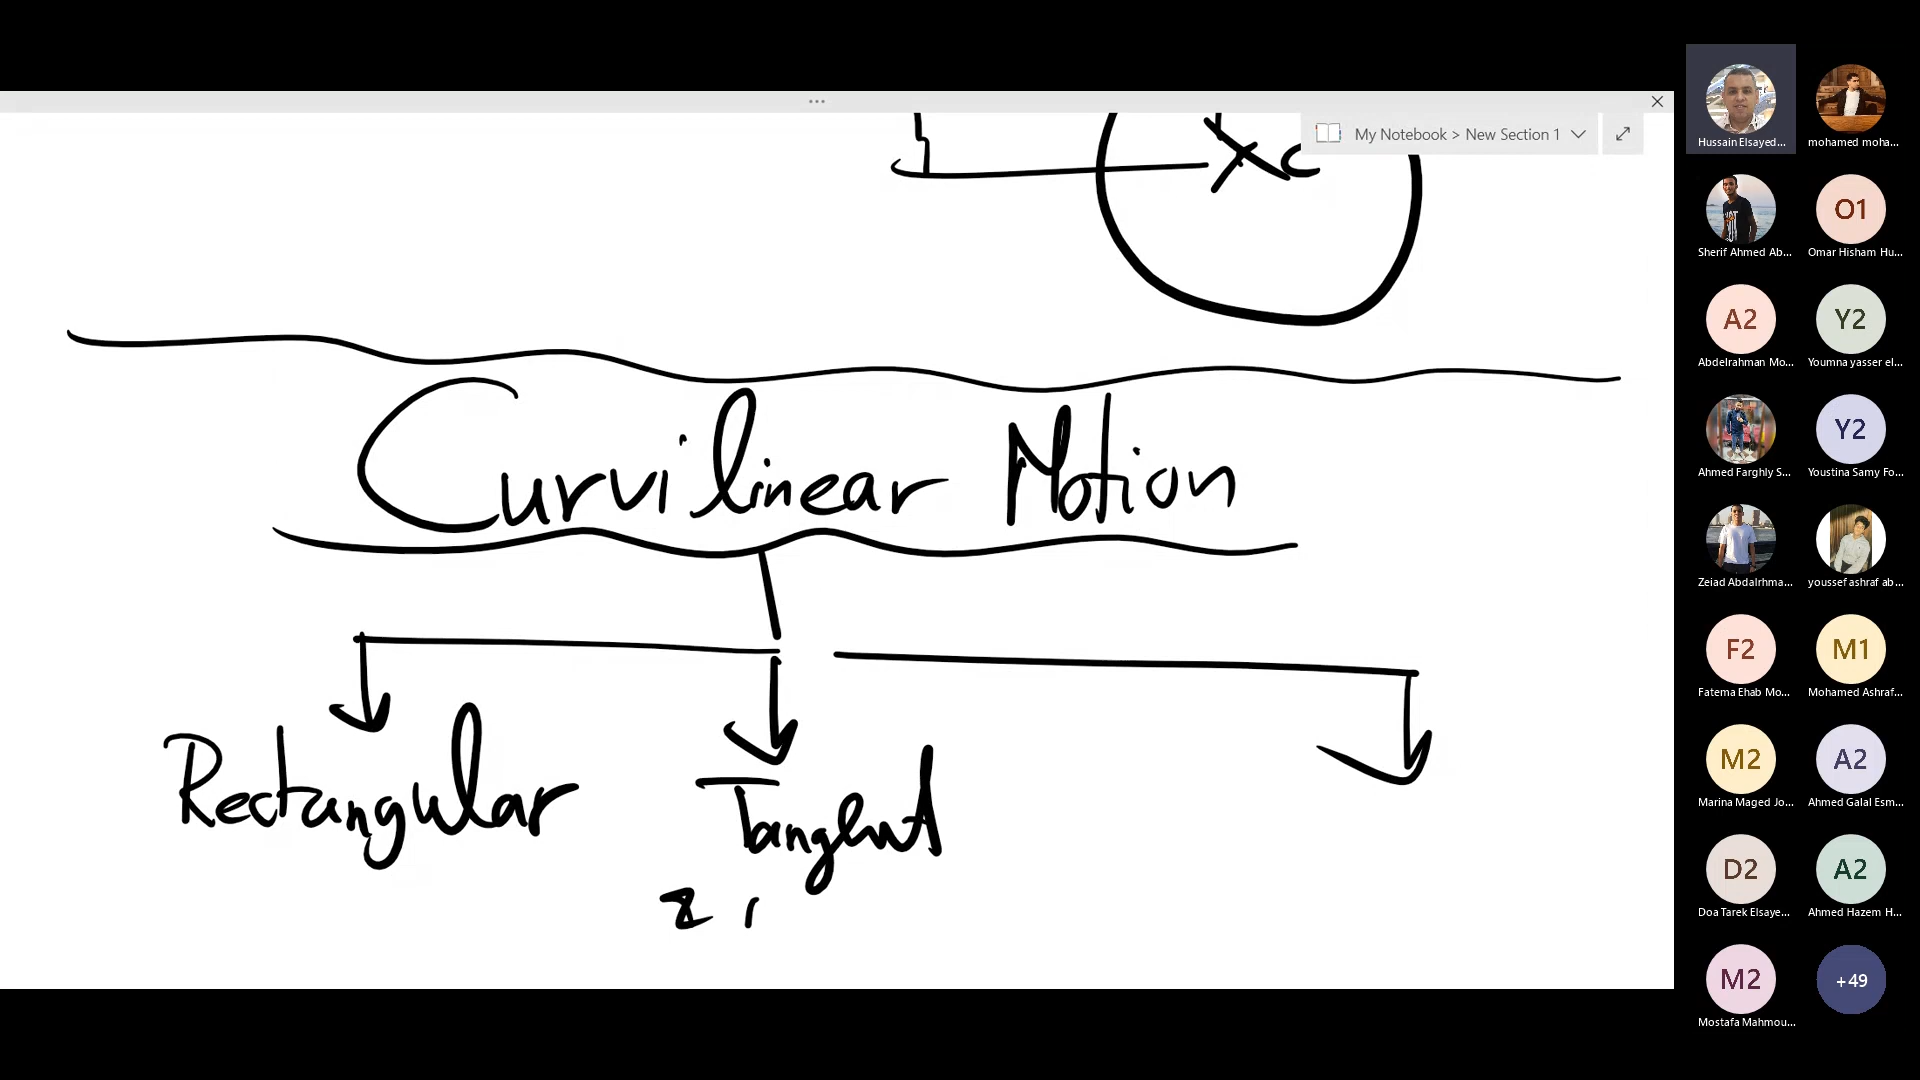 My Notebook > New Section 1
Xc
Curvilinear Motion
Rectangular
Tangent
Hussain Elsayed...
mohamed moha...
Sherif Ahmed Ab...
O1
Omar Hisham Hu...
A2
Abdelrahman Mo...
Y2
Youmna yasser el...
Ahmed Farghly S...
Y2
Youstina Samy Fo...
Zeiad Abdalrhma...
youssef ashraf ab...
F2
Fatema Ehab Mo...
M1
Mohamed Ashraf...
M2
Marina Maged Jo...
A2
Ahmed Galal Esm...
D2
Doa Tarek Elsaye...
A2
Ahmed Hazem H...
M2
Mostafa Mahmou...
+49